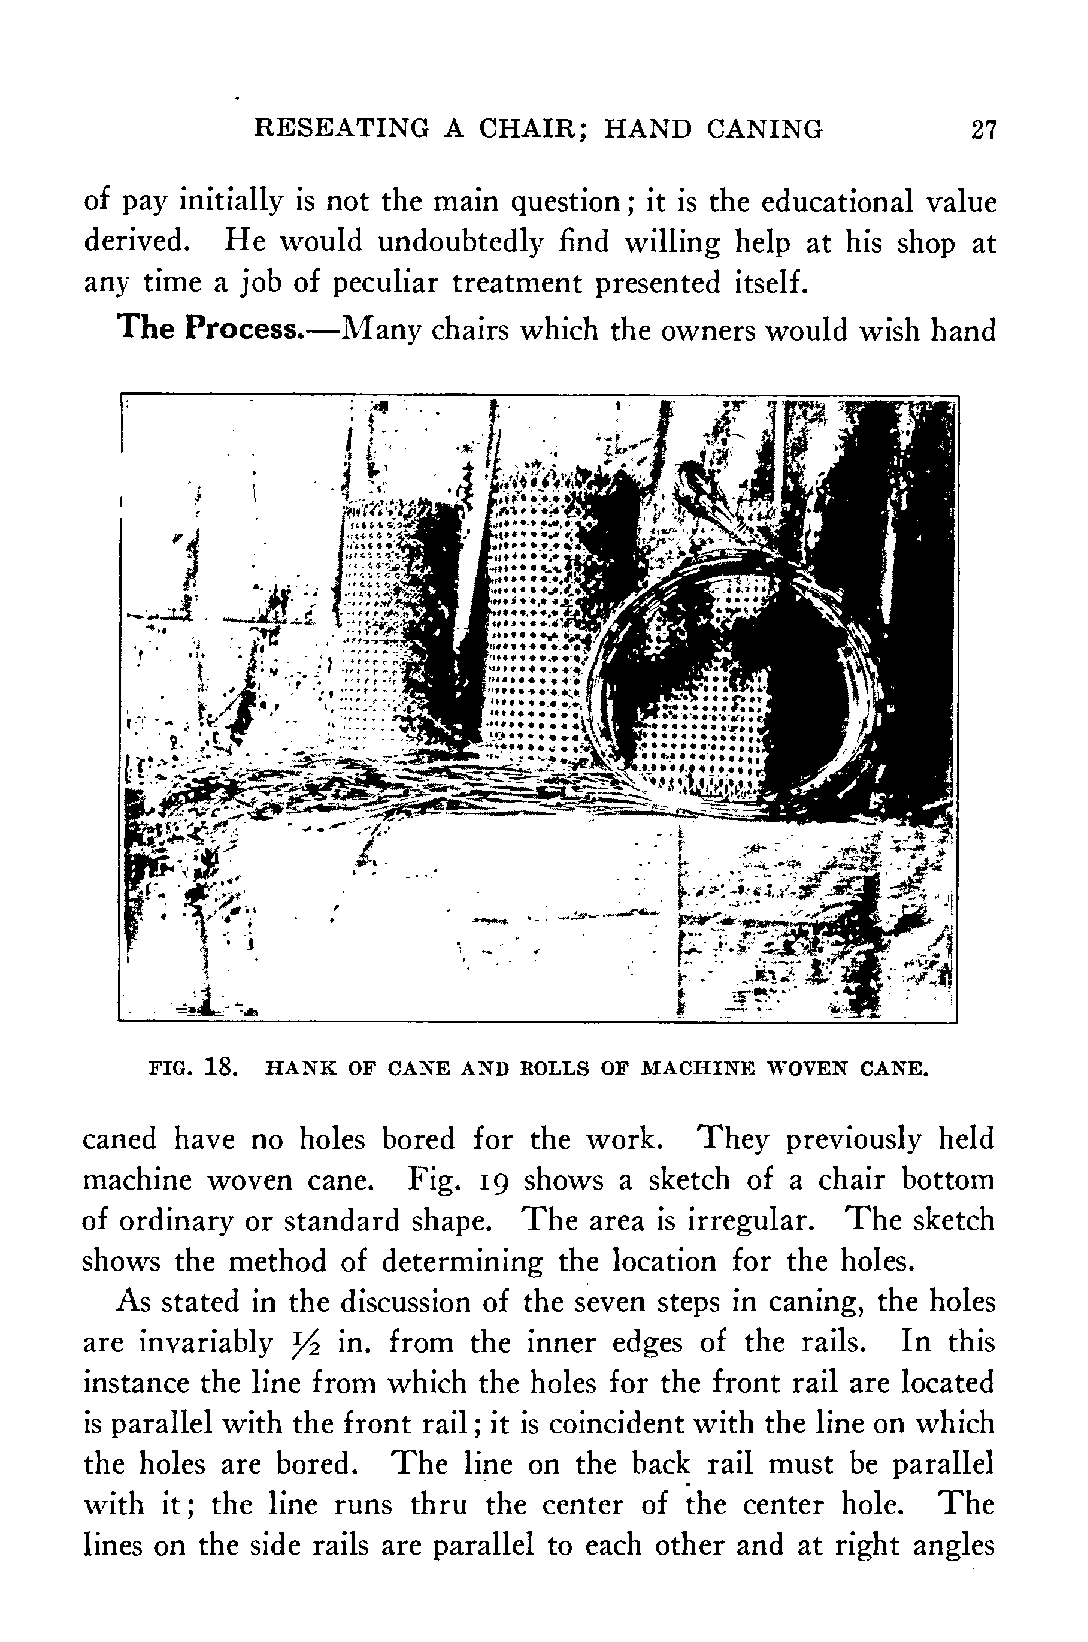 RESEATING A CHAIR; HAND CANING 27
of pay initially is not the main question; it is the educational value
derived. He would undoubtedly find willing help at his shop at
any time a job of peculiar treatment presented itself.
The Process.—Many chairs which the owners would wish hand
FIG. 18. HANK OF CANE AND ROLLS OF MACHINE WOVEN CANE.
caned have no holes bored for the work. They previously held
machine woven cane. Fig. 19 shows a sketch of a chair bottom
of ordinary or standard shape. The area is irregular. The sketch
shows the method of determining the location for the holes.
As stated in the discussion of the seven steps in caning, the holes
are invariably ½ in. from the inner edges of the rails. In this
instance the line from which the holes for the front rail are located
is parallel with the front rail; it is coincident with the line on which
the holes are bored. The line on the back rail must be parallel
with it; the line runs thru the center of the center hole. The
lines on the side rails are parallel to each other and at right angles